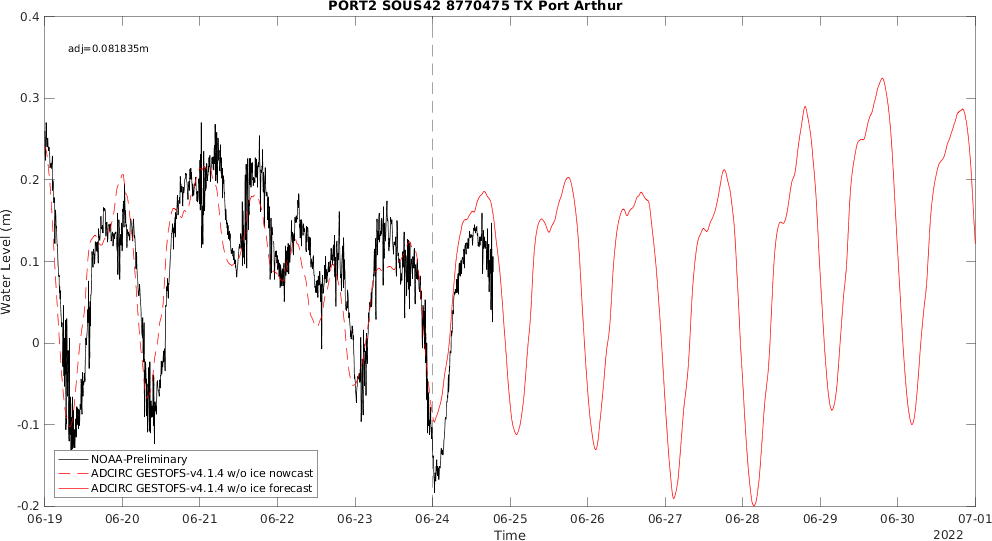 PORT2 SOUS42 8770475 TX Port Arthur
adj=0.081835m
Water Level (m)
0.4
0.3
0.2
0.1
0
-0.1
-0.2
NOAA-Preliminary
ADCIRC GESTOFS-v4.1.4 w/o ice nowcast
ADCIRC GESTOFS-v4.1.4 w/o ice forecast
06-19 06-20 06-21 06-22 06-23 06-24 06-25 06-26 06-27 06-28 06-29 06-30 07-01
Time
2022